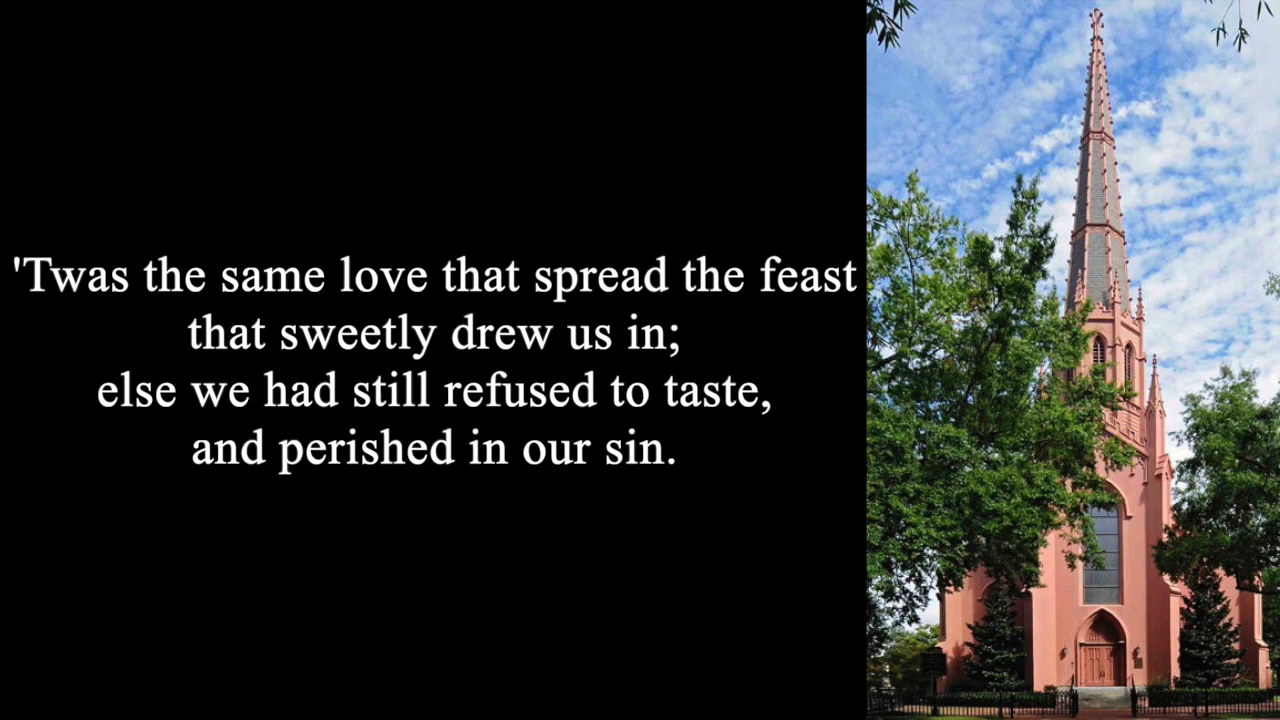 'Twas the same love that spread the feast
that sweetly drew us in;
else we had still refused to taste,
and perished in our sin.